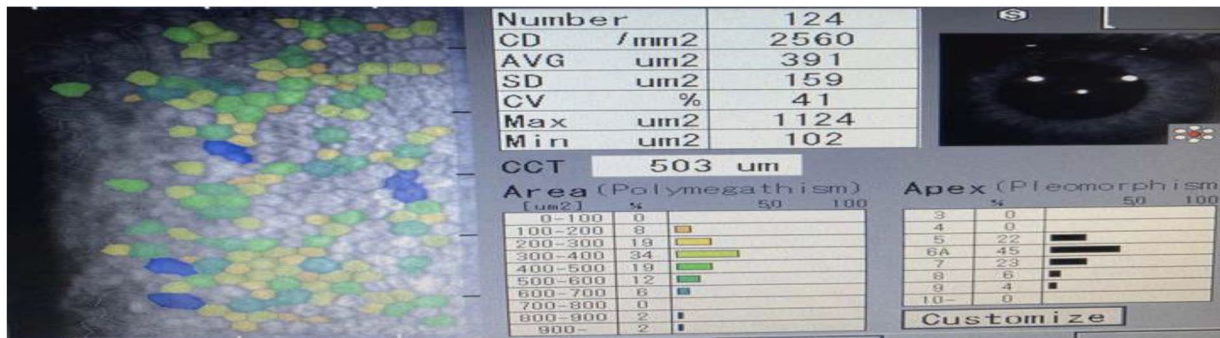 Number 124
CD /mm2 2560
AVG um2 391
SD um2 159
CV % 41
Max um2 1124
Min um2 102
CCT 503 um
Area (Polymegathism)
[um2] % 50 100
0-100 0
100-200 8
200-300 19
300-400 34
400-500 19
500-600 12
600-700 6
700-800 0
800-900 2
900- 2
S
Apex (Pleomorphism
% 50 100
3 0
4 0
5 22
6A 45
7 23
8 6
9 4
10- 0
Customize